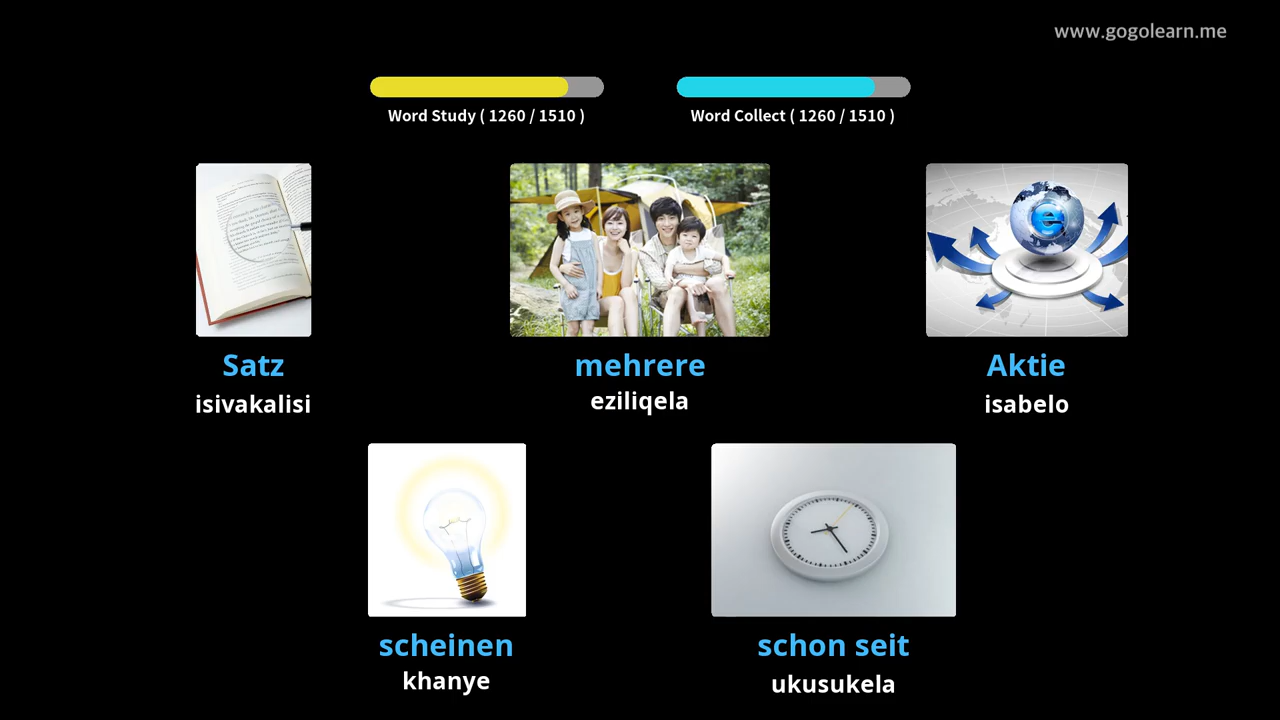 www.gogolearn.me
Word Study ( 1260 / 1510 )
Word Collect ( 1260 / 1510 )
Satz
isivakalisi
mehrere
eziliqela
Aktie
isabelo
scheinen
khanye
schon seit
ukusukela